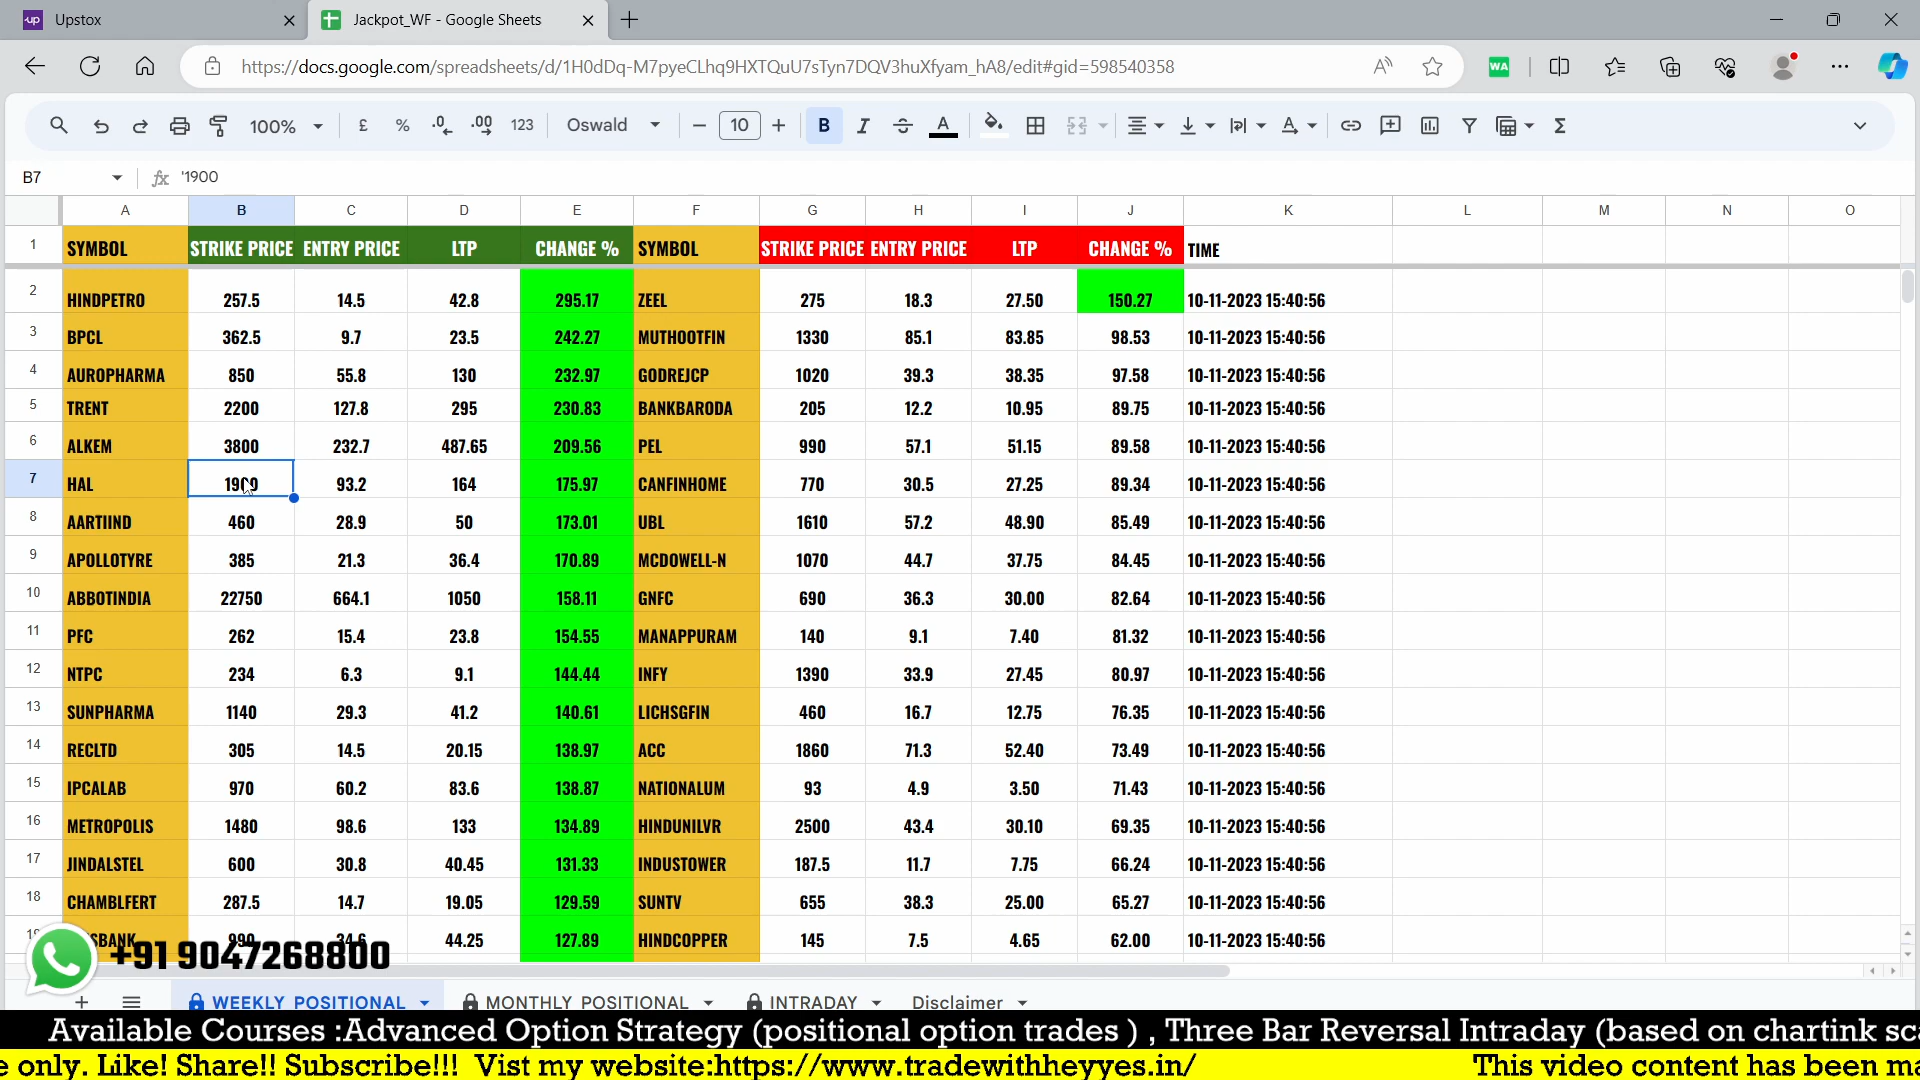 Upstox
Jackpot_WF - Google Sheets
https://docs.google.com/spreadsheets/d/1H0dDq-M7pyeCLhq9HXTQuU7sTyn7DQV3huXfyam_hA8/edit#gid=598540358
100% £ % .0 .00 123 Oswald 10 B I A
B7 fx '1900
A B C D E F G H I J K L M N O
1 SYMBOL STRIKE PRICE ENTRY PRICE LTP CHANGE % SYMBOL STRIKE PRICE ENTRY PRICE LTP CHANGE % TIME
2 HINDPETRO 257.5 14.5 42.8 295.17 ZEEL 275 18.3 27.50 150.27 10-11-2023 15:40:56
3 BPCL 362.5 9.7 23.5 242.27 MUTHOOTFIN 1330 85.1 83.85 98.53 10-11-2023 15:40:56
4 AUROPHARMA 850 55.8 130 232.97 GODREJCP 1020 39.3 38.35 97.58 10-11-2023 15:40:56
5 TRENT 2200 127.8 295 230.83 BANKBARODA 205 12.2 10.95 89.75 10-11-2023 15:40:56
6 ALKEM 3800 232.7 487.65 209.56 PEL 990 57.1 51.15 89.58 10-11-2023 15:40:56
7 HAL 1900 93.2 164 175.97 CANFINHOME 770 30.5 27.25 89.34 10-11-2023 15:40:56
8 AARTIIND 460 28.9 50 173.01 UBL 1610 57.2 48.90 85.49 10-11-2023 15:40:56
9 APOLLOTYRE 385 21.3 36.4 170.89 MCDOWELL-N 1070 44.7 37.75 84.45 10-11-2023 15:40:56
10 ABBOTINDIA 22750 664.1 1050 158.11 GNFC 690 36.3 30.00 82.64 10-11-2023 15:40:56
11 PFC 262 15.4 23.8 154.55 MANAPPURAM 140 9.1 7.40 81.32 10-11-2023 15:40:56
12 NTPC 234 6.3 9.1 144.44 INFY 1390 33.9 27.45 80.97 10-11-2023 15:40:56
13 SUNPHARMA 1140 29.3 41.2 140.61 LICHSGFIN 460 16.7 12.75 76.35 10-11-2023 15:40:56
14 RECLTD 305 14.5 20.15 138.97 ACC 1860 71.3 52.40 73.49 10-11-2023 15:40:56
15 IPCALAB 970 60.2 83.6 138.87 NATIONALUM 93 4.9 3.50 71.43 10-11-2023 15:40:56
16 METROPOLIS 1480 98.6 133 134.89 HINDUNILVR 2500 43.4 30.10 69.35 10-11-2023 15:40:56
17 JINDALSTEL 600 30.8 40.45 131.33 INDUSTOWER 187.5 11.7 7.75 66.24 10-11-2023 15:40:56
18 CHAMBLFERT 287.5 14.7 19.05 129.59 SUNTV 655 38.3 25.00 65.27 10-11-2023 15:40:56
990 34.6 44.25 127.89 HINDCOPPER 145 7.5 4.65 62.00 10-11-2023 15:40:56
+91 9047268800
WEEKLY POSITIONAL MONTHLY POSITIONAL INTRADAY Disclaimer
Available Courses :Advanced Option Strategy (positional option trades ) , Three Bar Reversal Intraday (based on chartink
e only. Like! Share!! Subscribe!!! Vist my website:https://www.tradewithheyyes.in/ This video content has been